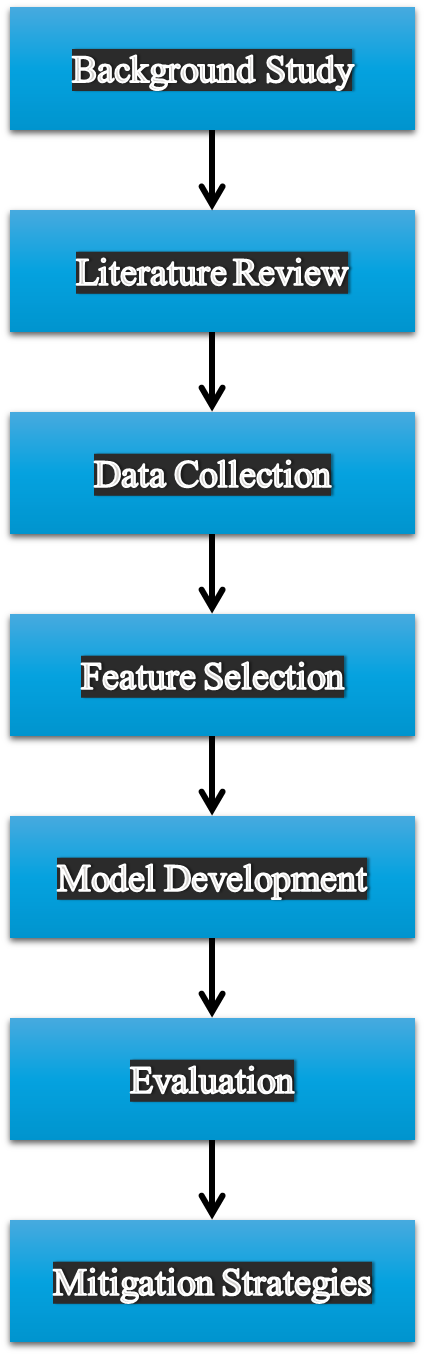 Background Study
Literature Review
Data Collection
Feature Selection
Model Development
Evaluation
Mitigation Strategies